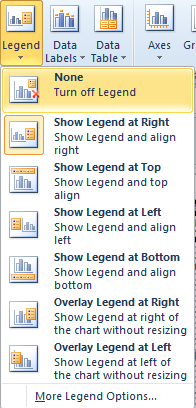 Legend Data Labels Data Table Axes Gr
None
Turn off Legend
Show Legend at Right
Show Legend and align
right
Show Legend at Top
Show Legend and top
align
Show Legend at Left
Show Legend and align
left
Show Legend at Bottom
Show Legend and align
bottom
Overlay Legend at Right
Show Legend at right of
the chart without resizing
Overlay Legend at Left
Show Legend at left of
the chart without resizing
More Legend Options...